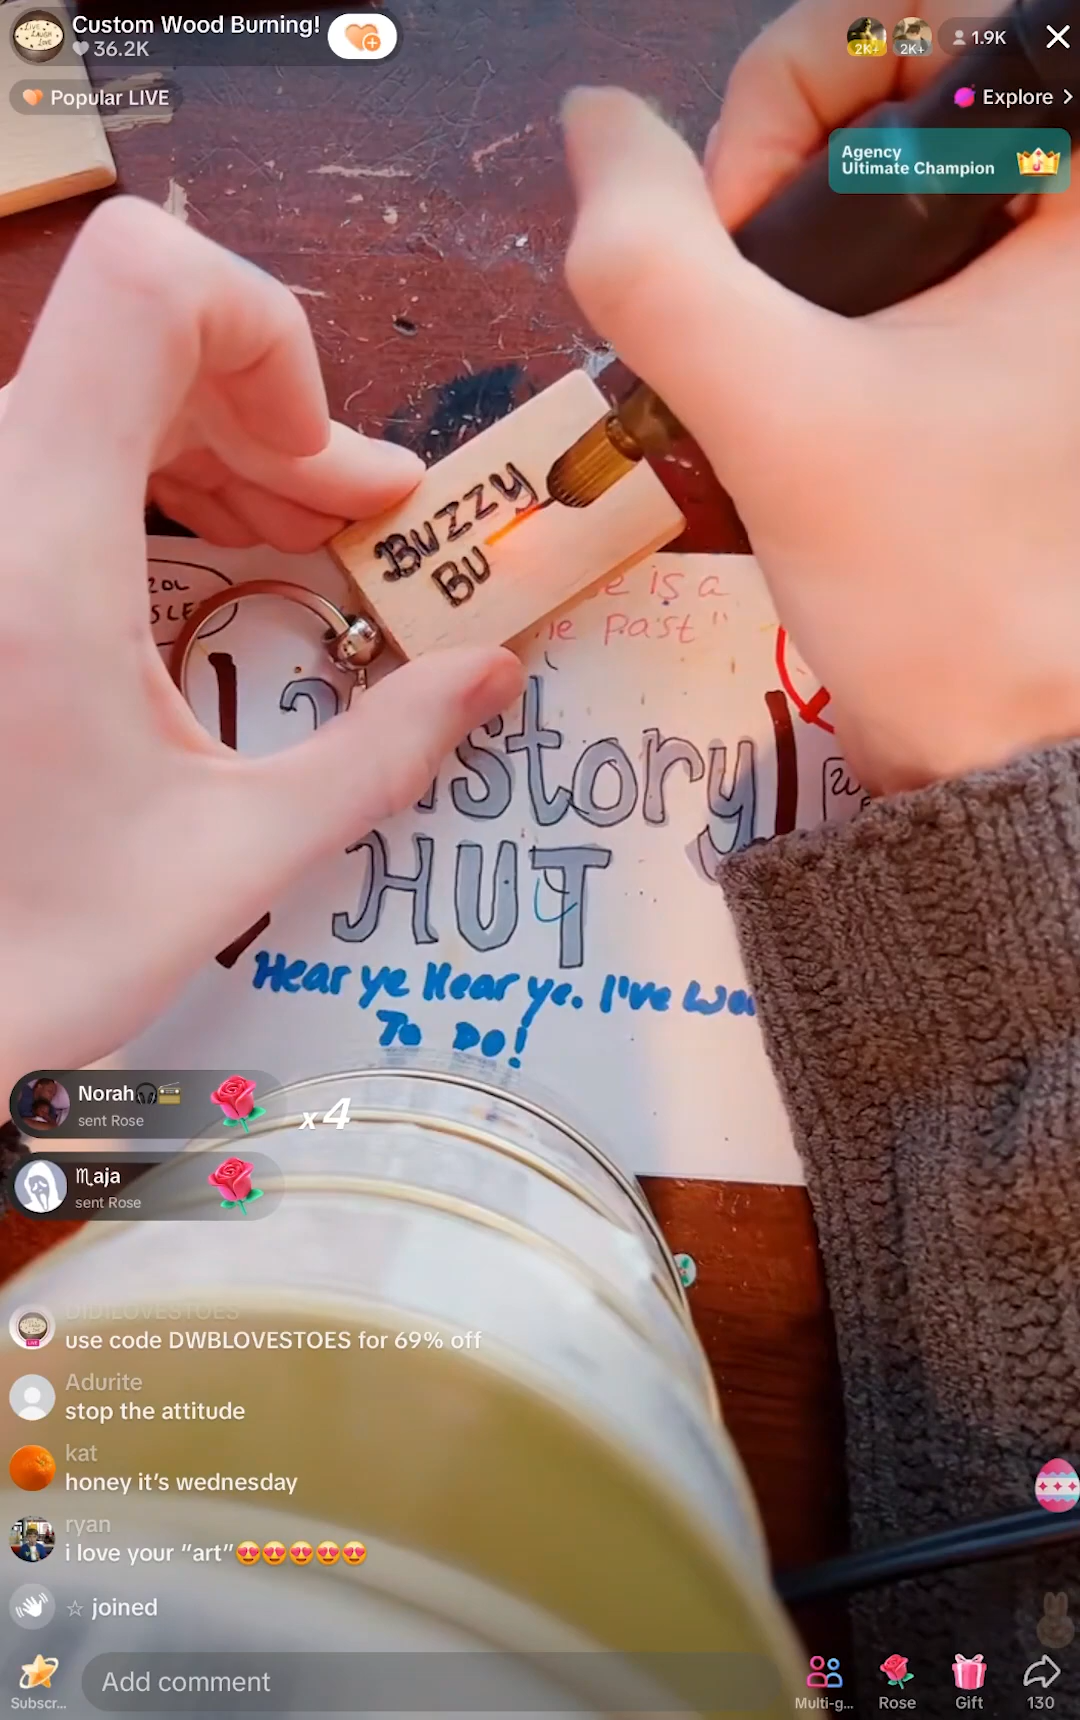 Custom Wood Burning!
36.2K
2K+
2K+
1.9K
Popular LIVE
Explore
Agency
Ultimate Champion
BUZZY
BU
is a
Past"
story
HUT
Hear ye Hear ye. I've
To Do!
Norah
sent Rose
x4
♏aja
sent Rose
DIDILOVESTOES
use code DWBLOVESTOES for 69% off
Adurite
stop the attitude
kat
honey it's wednesday
ryan
i love your "art"😍😍😍😍😍
☆ joined
Add comment
Subscr...
Multi-g...
Rose
Gift
130